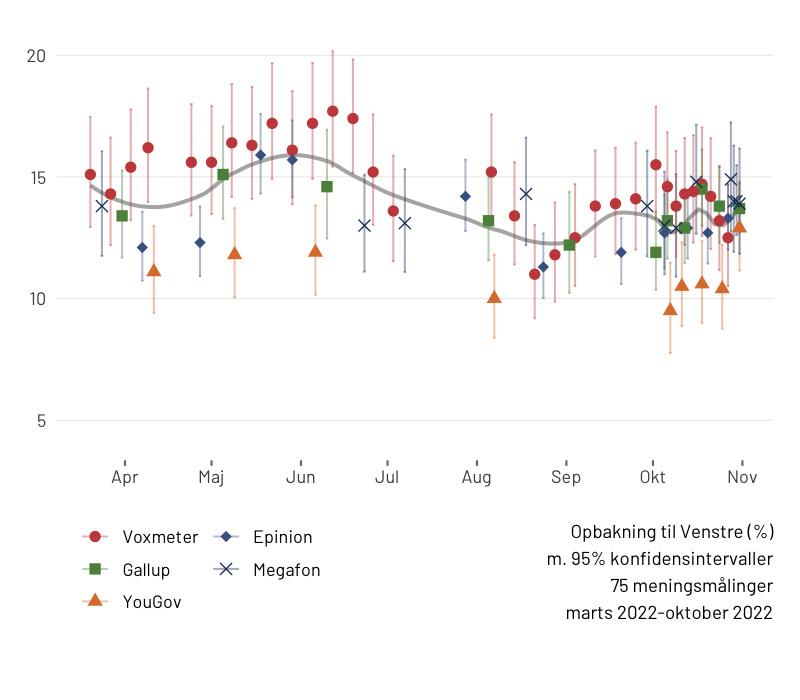 20
15
10
5
Apr Maj Jun Jul Aug Sep Okt Nov
Voxmeter Epinion
Gallup Megafon
YouGov
Opbakning til Venstre (%)
m. 95% konfidensintervaller
75 meningsmålinger
marts 2022-oktober 2022